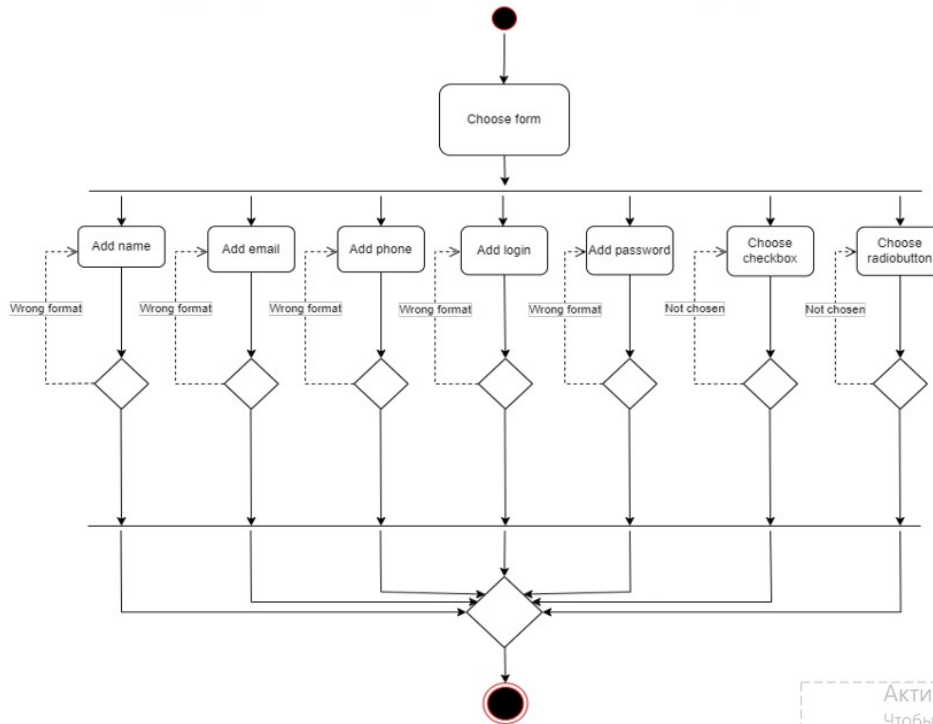 Choose form
Add name
Add email
Add phone
Add login
Add password
Choose
checkbox
Choose
radiobutton
Wrong format
Wrong format
Wrong format
Wrong format
Wrong format
Not chosen
Not chosen
Акти
Чтобы